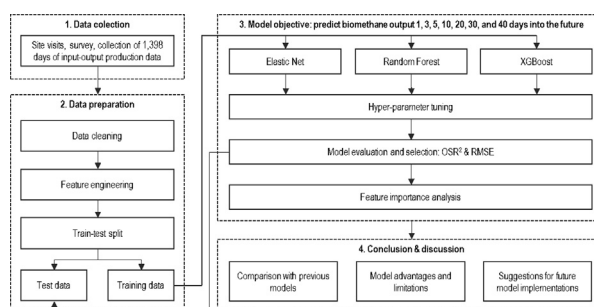 1. Data colection
Site visits, survey, collection of 1,398
days of input-output production data
2. Data preparation
Data cleaning
Feature engineering
Train-test split
Test data
Training data
3. Model objective: predict biomethane output 1, 3, 5, 10, 20, 30, and 40 days into the future
Elastic Net
Random Forest
XGBoost
Hyper-parameter tuning
Model evaluation and selection: OSR² & RMSE
Feature importance analysis
4. Conclusion & discussion
Comparison with previous
models
Model advantages and
limitations
Suggestions for future
model implementations